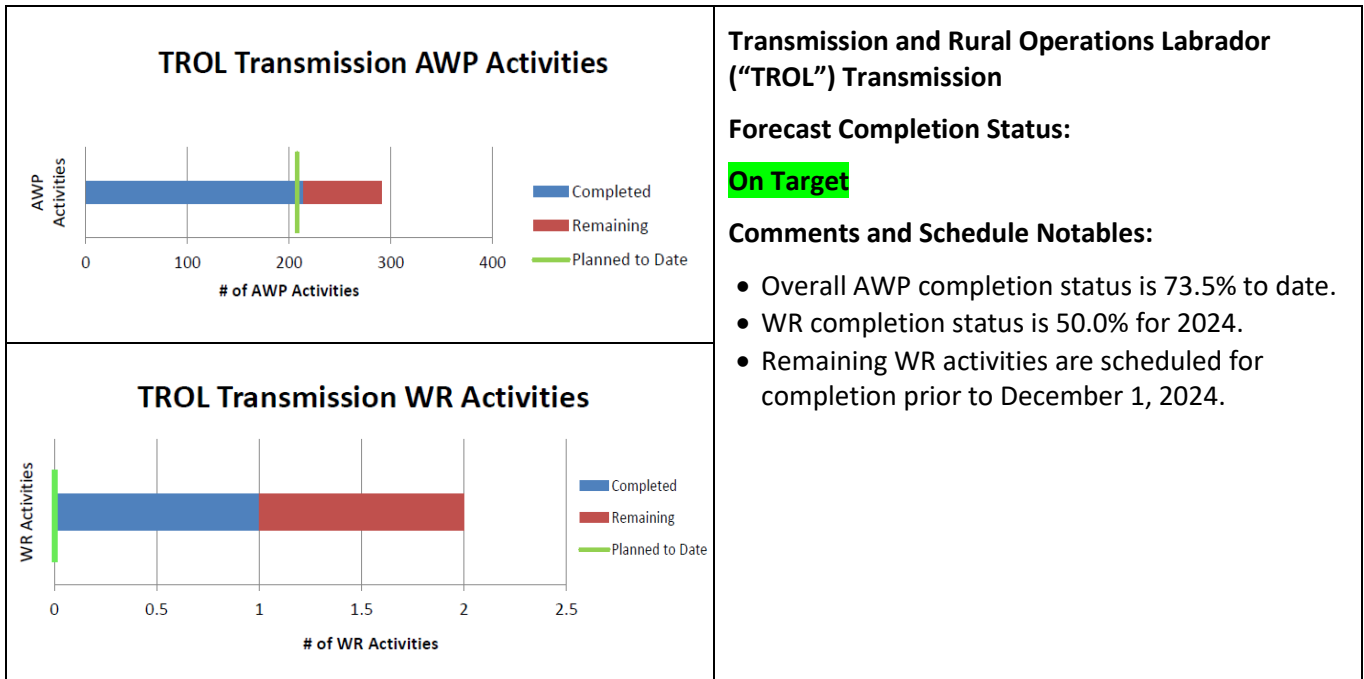 TROL Transmission AWP Activities
AWP
Activities
Completed
Remaining
Planned to Date
0 100 200 300 400
# of AWP Activities
TROL Transmission WR Activities
WR Activities
Completed
Remaining
Planned to Date
0 0.5 1 1.5 2 2.5
# of WR Activities
Transmission and Rural Operations Labrador
(“TROL”) Transmission
Forecast Completion Status:
On Target
Comments and Schedule Notables:
• Overall AWP completion status is 73.5% to date.
• WR completion status is 50.0% for 2024.
• Remaining WR activities are scheduled for
completion prior to December 1, 2024.